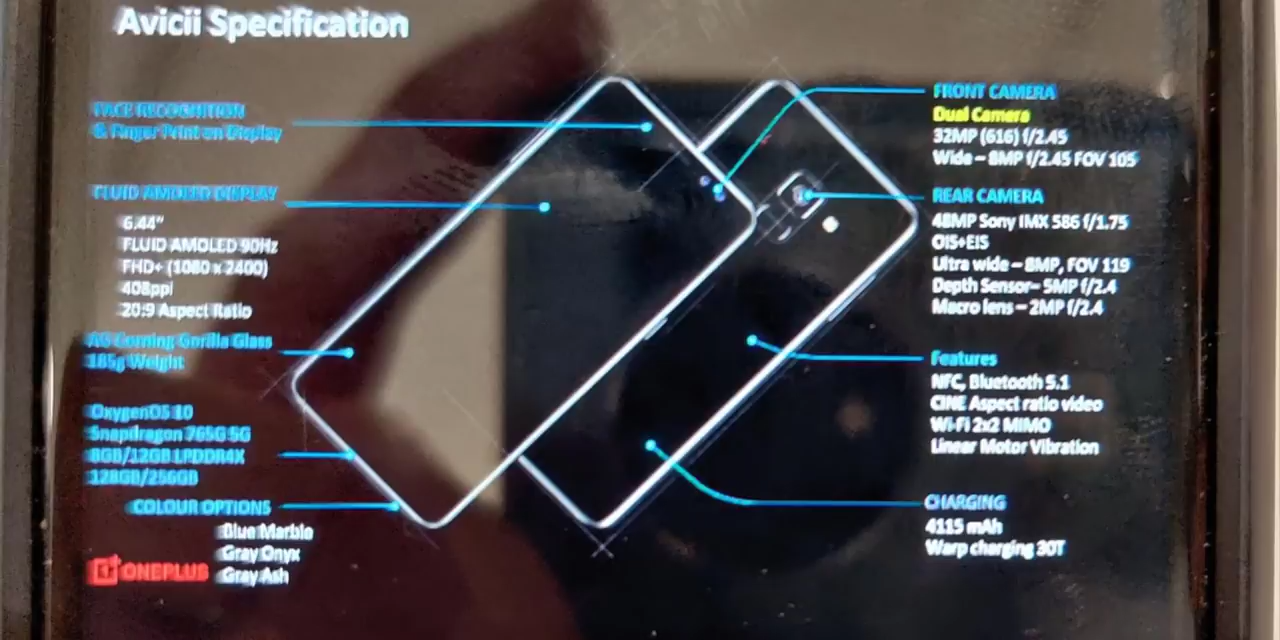 Avicii Specification
FACE RECOGNITION
& Finger Print on Display
FLUID AMOLED DISPLAY
6.44"
FLUID AMOLED 90Hz
FHD+ (1080 x 2400)
408ppi
20:9 Aspect Ratio
AG Corning Gorilla Glass
185g Weight
OxygenOS 10
Snapdragon 765G 5G
8GB/12GB LPDDR4X
128GB/256GB
COLOUR OPTIONS
Blue Marble
Gray Onyx
Gray Ash
1+ ONEPLUS
FRONT CAMERA
Dual Camera
32MP (616) f/2.45
Wide – 8MP f/2.45 FOV 105
REAR CAMERA
48MP Sony IMX 586 f/1.75
OIS+EIS
Ultra wide – 8MP, FOV 119
Depth Sensor– 5MP f/2.4
Macro lens – 2MP f/2.4
Features
NFC, Bluetooth 5.1
CINE Aspect ratio video
Wi-Fi 2x2 MIMO
Linear Motor Vibration
CHARGING
4115 mAh
Warp charging 30T